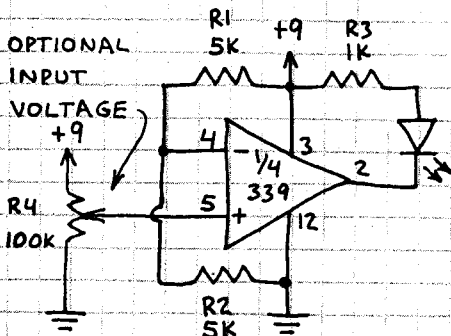 OPTIONAL
INPUT
VOLTAGE
+9
R4
100K
R1
5K
+9
R3
1K
4
-
1/4
339
3
2
5
+
12
R2
5K